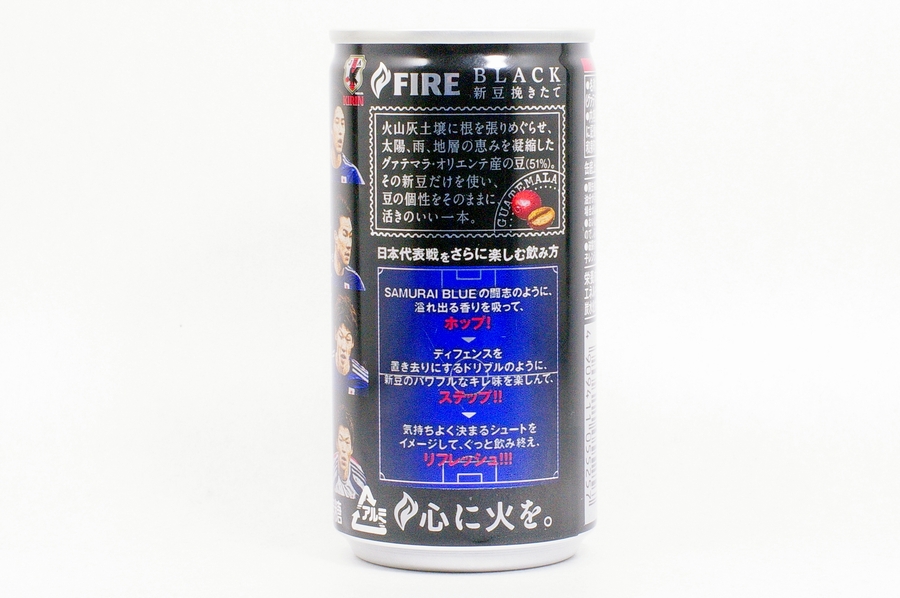 KIRIN
FIRE
BLACK
新豆挽きたて
火山灰土壌に根を張りめぐらせ、
太陽、雨、地層の恵みを凝縮した
グァテマラ・オリエンテ産の豆(51%)。
その新豆だけを使い、
豆の個性をそのままに
活きのいい一本。
GUATEMALA
日本代表戦をさらに楽しむ飲み方
SAMURAI BLUEの闘志のように、
溢れ出る香りを吸って、
ホップ!
ディフェンスを
置き去りにするドリブルのように、
新豆のパワフルなキレ味を楽しんで、
ステップ!!
気持ちよく決まるシュートを
イメージして、ぐっと飲み終え、
リフレッシュ!!!
アルミ
心に火を。